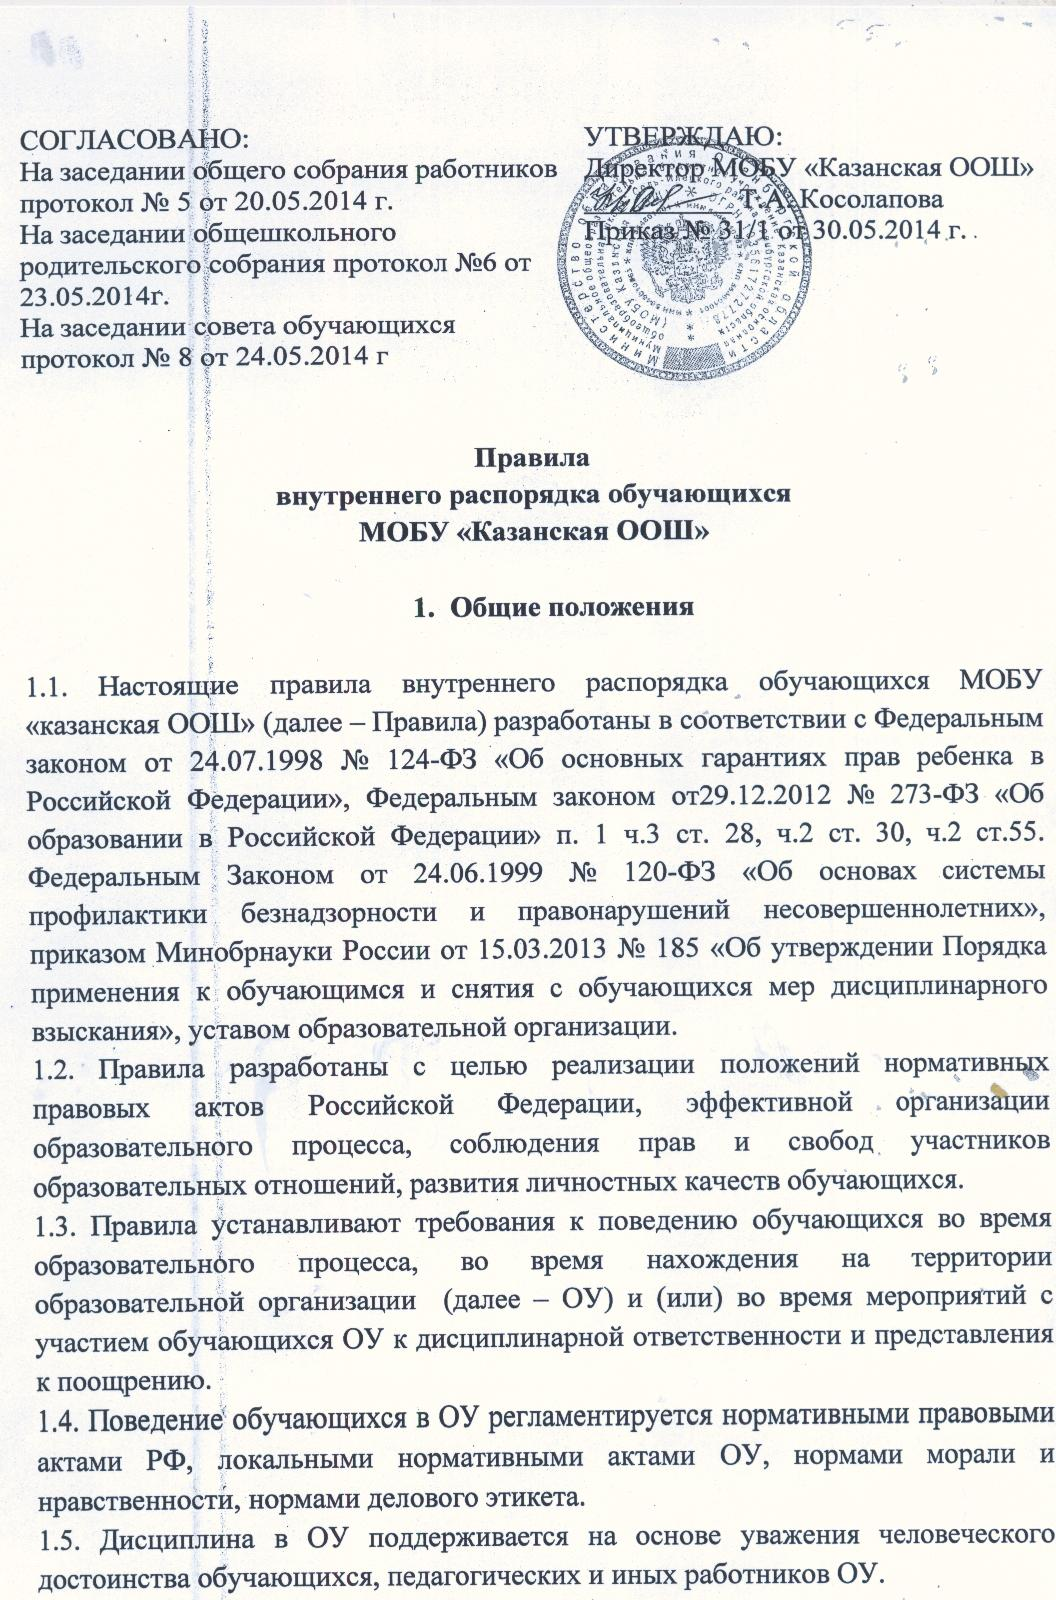 СОГЛАСОВАНО:
На заседании общего собрания работников
протокол № 5 от 20.05.2014 г.
На заседании общешкольного
родительского собрания протокол №6 от
23.05.2014г.
На заседании совета обучающихся
протокол № 8 от 24.05.2014 г
УТВЕРЖДАЮ:
Директор МОБУ «Казанская ООШ»
Т.А. Косолапова
Приказ № 31/1 от 30.05.2014 г.
Правила
внутреннего распорядка обучающихся
МОБУ «Казанская ООШ»
1. Общие положения
1.1. Настоящие правила внутреннего распорядка обучающихся МОБУ
«казанская ООШ» (далее – Правила) разработаны в соответствии с Федеральным
законом от 24.07.1998 № 124-ФЗ «Об основных гарантиях прав ребенка в
Российской Федерации», Федеральным законом от29.12.2012 № 273-ФЗ «Об
образовании в Российской Федерации» п. 1 ч.3 ст. 28, ч.2 ст. 30, ч.2 ст.55.
Федеральным Законом от 24.06.1999 № 120-ФЗ «Об основах системы
профилактики безнадзорности и правонарушений несовершеннолетних»,
приказом Минобрнауки России от 15.03.2013 № 185 «Об утверждении Порядка
применения к обучающимся и снятия с обучающихся мер дисциплинарного
взыскания», уставом образовательной организации.
1.2. Правила разработаны с целью реализации положений нормативных
правовых актов Российской Федерации, эффективной организации
образовательного процесса, соблюдения прав и свобод участников
образовательных отношений, развития личностных качеств обучающихся.
1.3. Правила устанавливают требования к поведению обучающихся во время
образовательного процесса, во время нахождения на территории
образовательной организации (далее – ОУ) и (или) во время мероприятий с
участием обучающихся ОУ к дисциплинарной ответственности и представления
к поощрению.
1.4. Поведение обучающихся в ОУ регламентируется нормативными правовыми
актами РФ, локальными нормативными актами ОУ, нормами морали и
нравственности, нормами делового этикета.
1.5. Дисциплина в ОУ поддерживается на основе уважения человеческого
достоинства обучающихся, педагогических и иных работников ОУ.